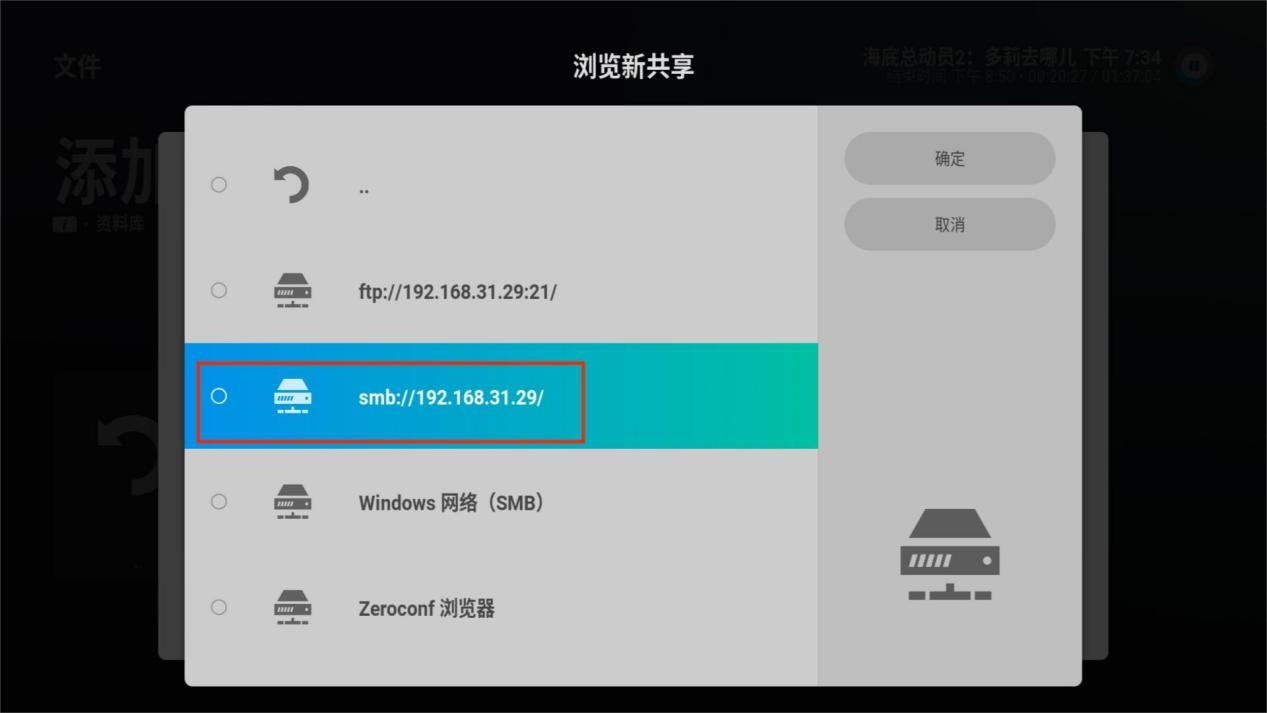 文件
浏览新共享
海底总动员2：多莉去哪儿 下午 7:34
结束时间 下午 8:50 • 00:20:27 / 01:37:04
添加
• 资料库
确定
取消
..
ftp://192.168.31.29:21/
smb://192.168.31.29/
Windows 网络（SMB）
Zeroconf 浏览器
..